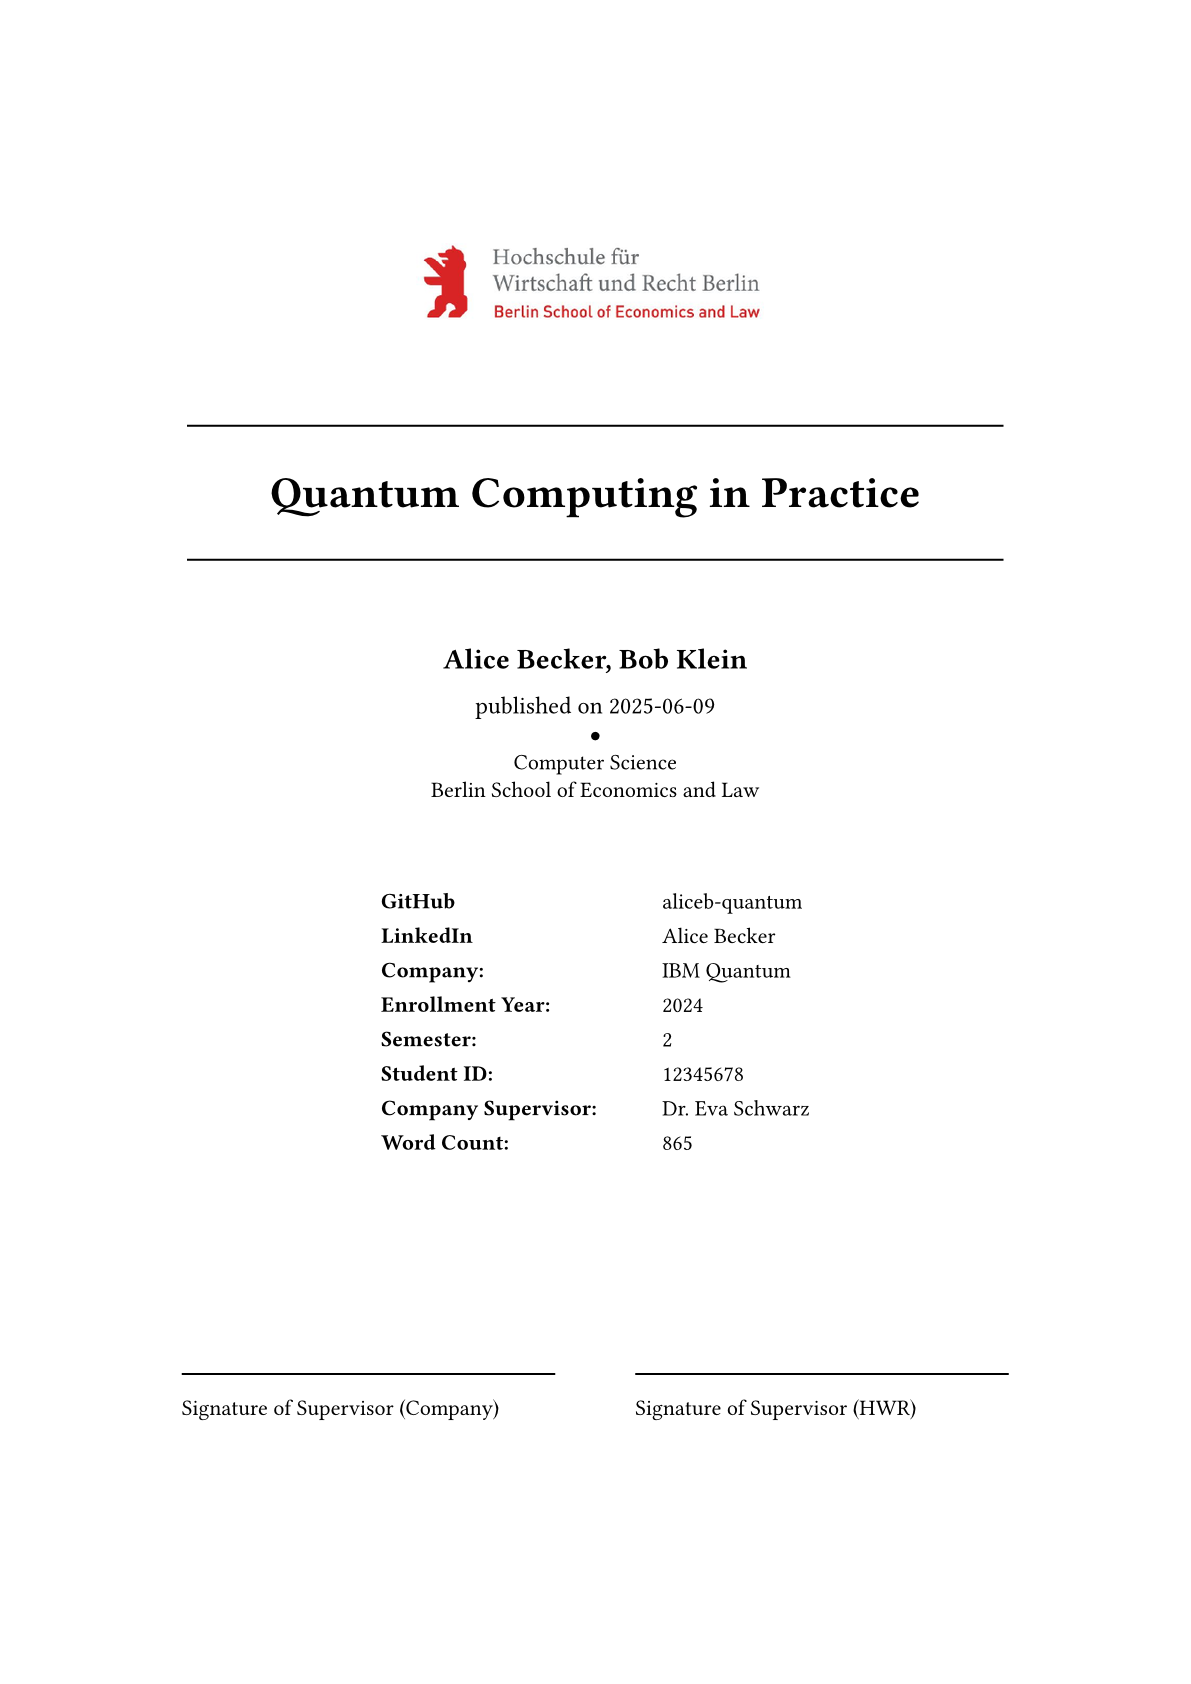 Hochschule für
Wirtschaft und Recht Berlin
Berlin School of Economics and Law
Quantum Computing in Practice
Alice Becker, Bob Klein
published on 2025-06-09
●
Computer Science
Berlin School of Economics and Law
GitHub aliceb-quantum
LinkedIn Alice Becker
Company: IBM Quantum
Enrollment Year: 2024
Semester: 2
Student ID: 12345678
Company Supervisor: Dr. Eva Schwarz
Word Count: 865
Signature of Supervisor (Company) Signature of Supervisor (HWR)